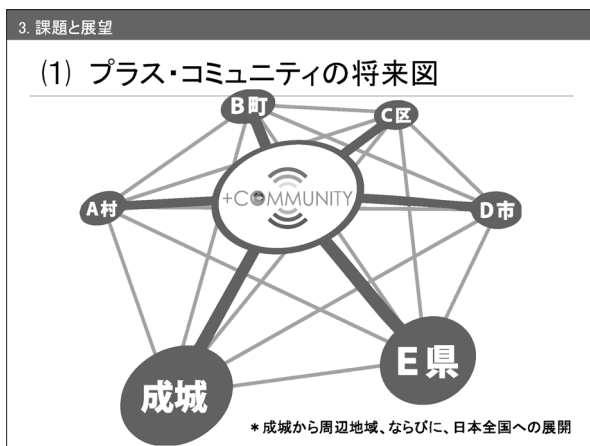 3. 課題と展望
(1) プラス・コミュニティの将来図
B町
C区
+COMMUNITY
A村
D市
E県
成城
*成城から周辺地域、ならびに、日本全国への展開